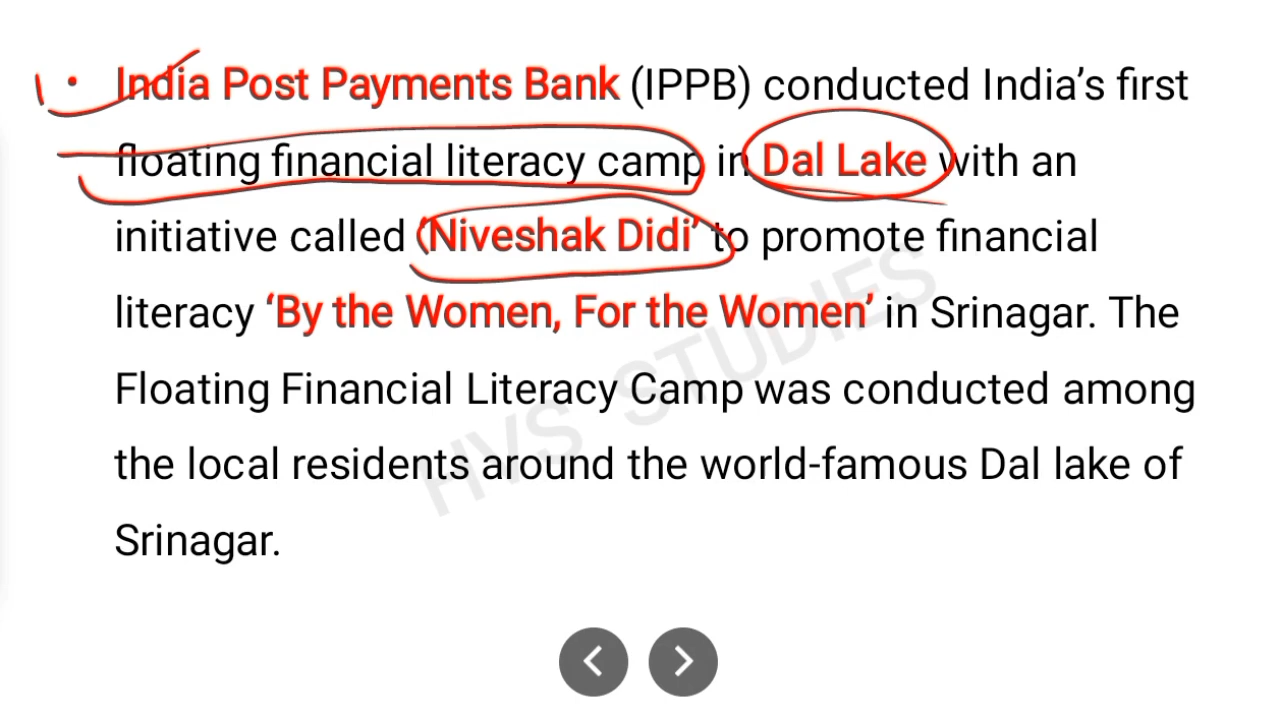 • India Post Payments Bank (IPPB) conducted India’s first
floating financial literacy camp in Dal Lake with an
initiative called ‘Niveshak Didi’ to promote financial
literacy ‘By the Women, For the Women’ in Srinagar. The
Floating Financial Literacy Camp was conducted among
the local residents around the world-famous Dal lake of
Srinagar.
HYS STUDIES